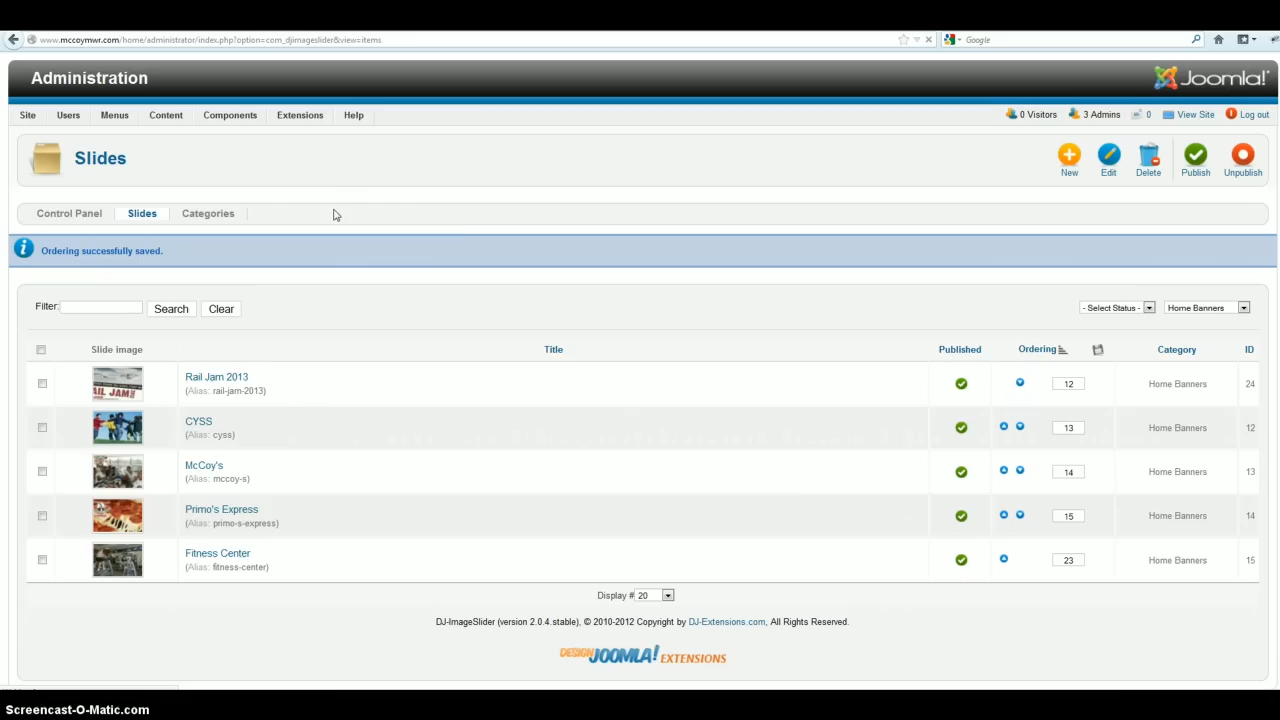 www.mccoymwr.com/home/administrator/index.php?option=com_djimageslider&view=items
Google
Administration
Joomla!
Site Users Menus Content Components Extensions Help
0 Visitors 3 Admins 0 View Site Log out
Slides
New Edit Delete Publish Unpublish
Control Panel Slides Categories
Ordering successfully saved.
Filter: Search Clear - Select Status - Home Banners
Slide image Title Published Ordering Category ID
Rail Jam 2013 12 Home Banners 24
(Alias: rail-jam-2013)
CYSS 13 Home Banners 12
(Alias: cyss)
McCoy's 14 Home Banners 13
(Alias: mccoy-s)
Primo's Express 15 Home Banners 14
(Alias: primo-s-express)
Fitness Center 23 Home Banners 15
(Alias: fitness-center)
Display # 20
DJ-ImageSlider (version 2.0.4.stable), © 2010-2012 Copyright by DJ-Extensions.com, All Rights Reserved.
DESIGN JOOMLA! EXTENSIONS
Screencast-O-Matic.com